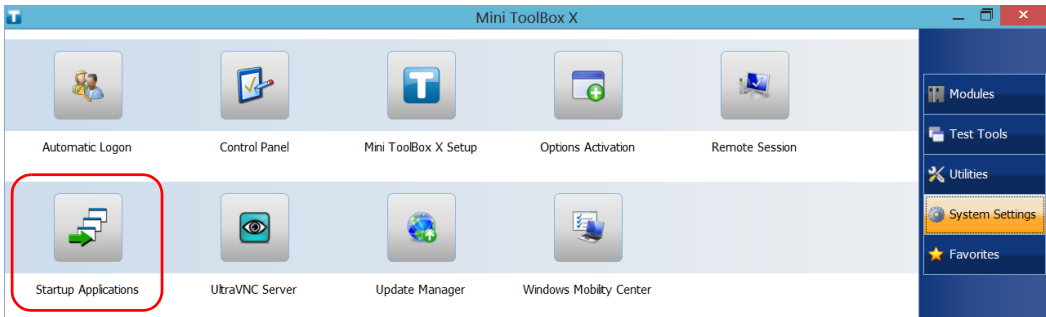 Mini ToolBox X
Automatic Logon
Control Panel
Mini ToolBox X Setup
Options Activation
Remote Session
Startup Applications
UltraVNC Server
Update Manager
Windows Mobility Center
Modules
Test Tools
Utilities
System Settings
Favorites